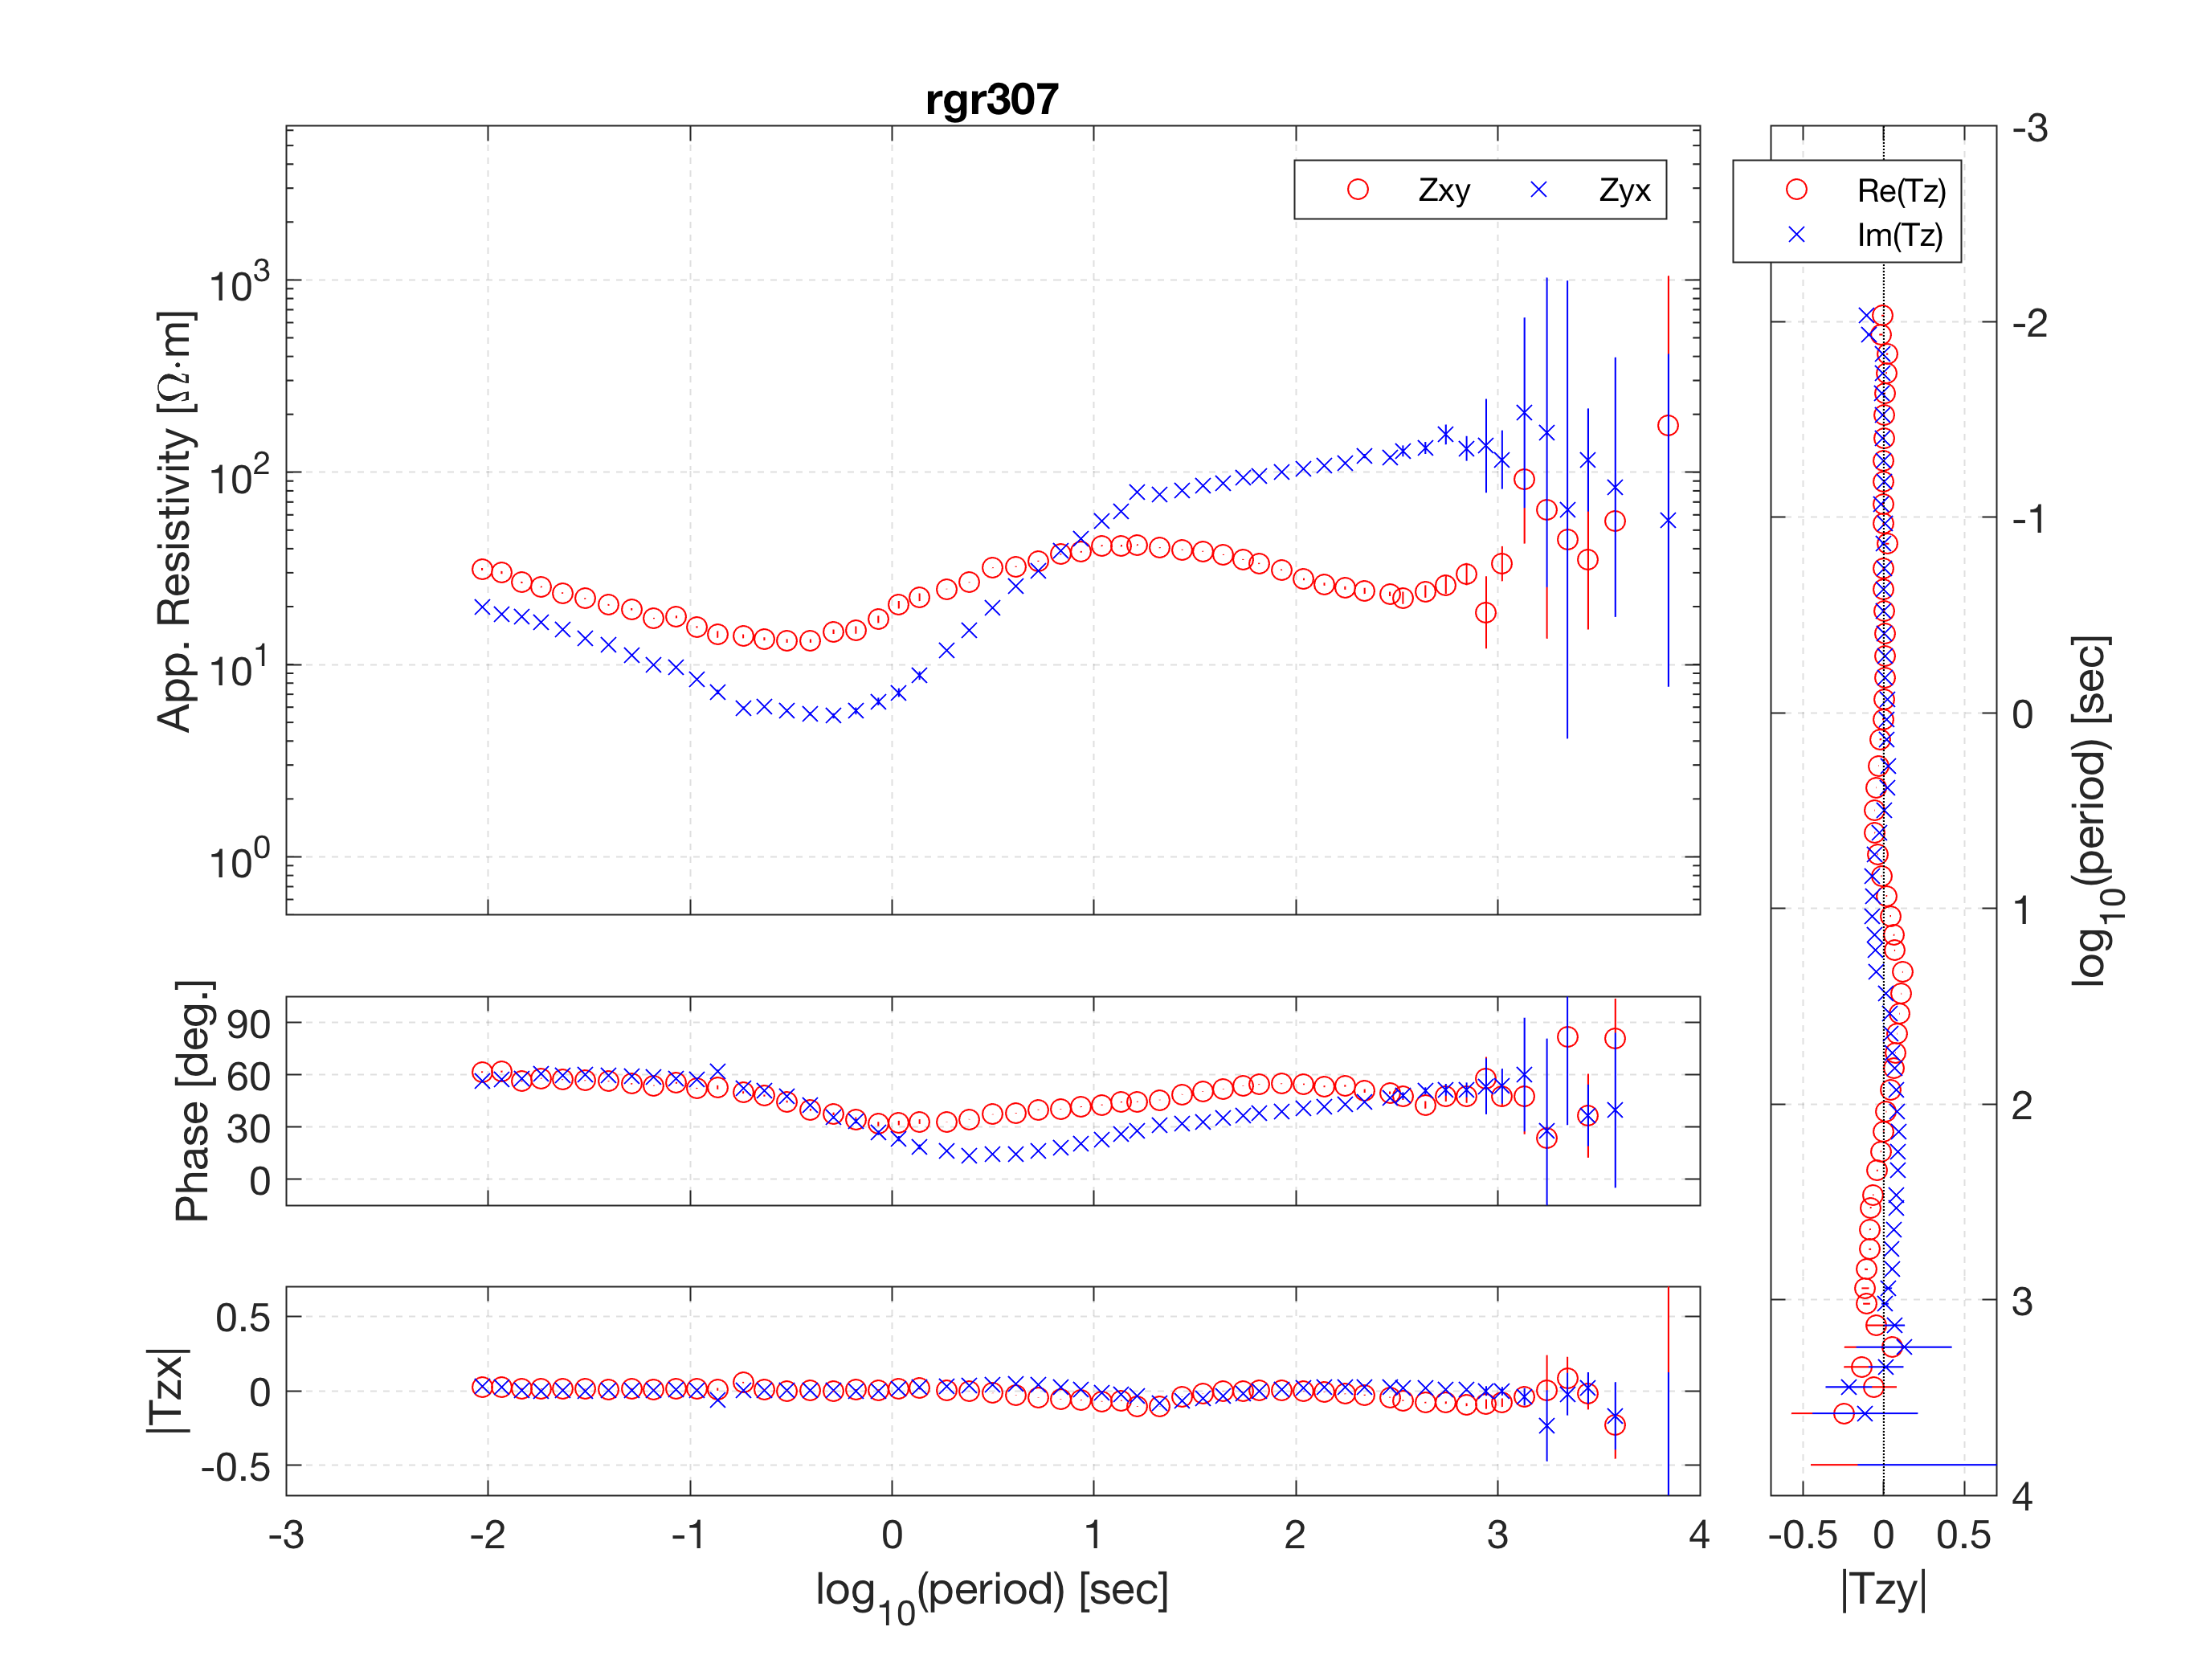 rgr307
Zxy Zyx
Re(Tz)
Im(Tz)
App. Resistivity [Ω·m]
10^3
10^2
10^1
10^0
Phase [deg.]
90
60
30
0
|Tzx|
0.5
0
-0.5
-3 -2 -1 0 1 2 3 4
log_10(period) [sec]
-3
-2
-1
0
1
2
3
4
log_10(period) [sec]
-0.5 0 0.5
|Tzy|